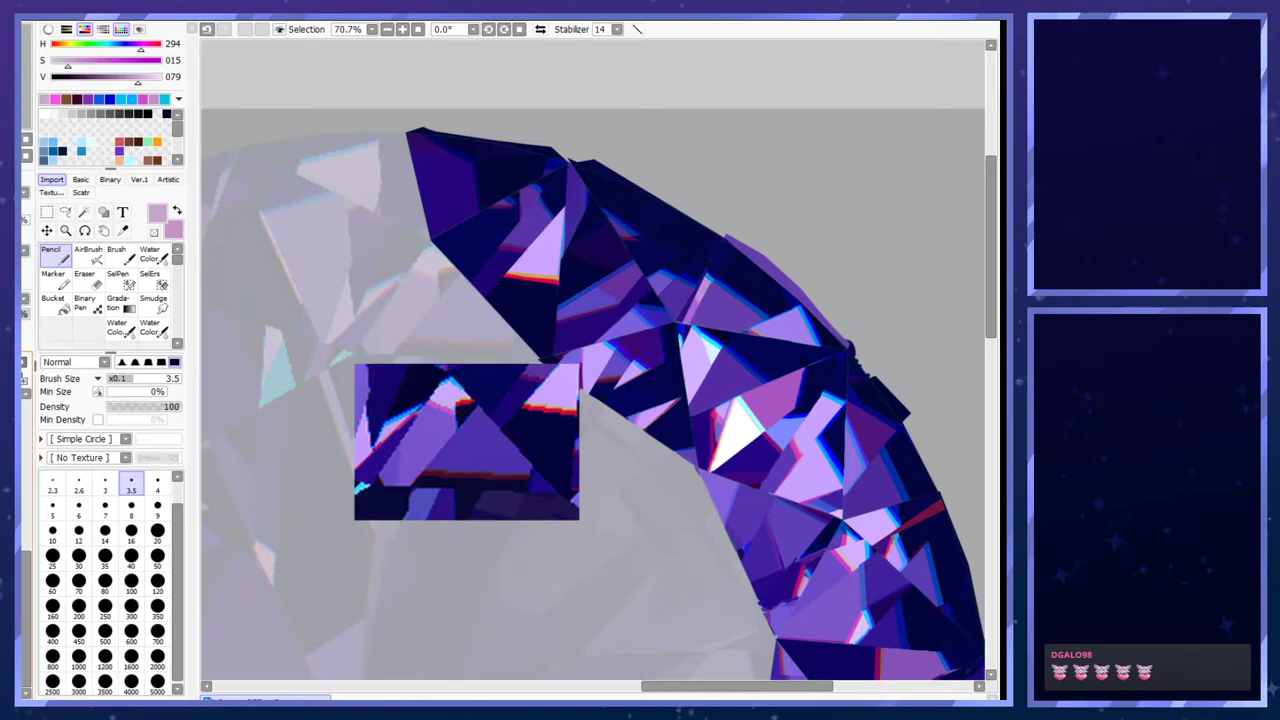 Selection 70.7% 0.0° Stabilizer 14
H 294
S 015
V 079
Import Basic Binary Ver.1 Artistic
Textu... Scatr
T
Pencil AirBrush Brush Water Color
Marker Eraser SelPen SelErs
Bucket Binary Pen Grada-tion Smudge
Water Colo... Water Color
Normal
Brush Size x0.1 3.5
Min Size 0%
Density 100
Min Density 0%
[ Simple Circle ]
[ No Texture ]
2.3 2.6 3 3.5 4
5 6 7 8 9
10 12 14 16 20
25 30 35 40 50
60 70 80 100 120
160 200 250 300 350
400 450 500 600 700
800 1000 1200 1600 2000
2500 3000 3500 4000 5000
DGALO98